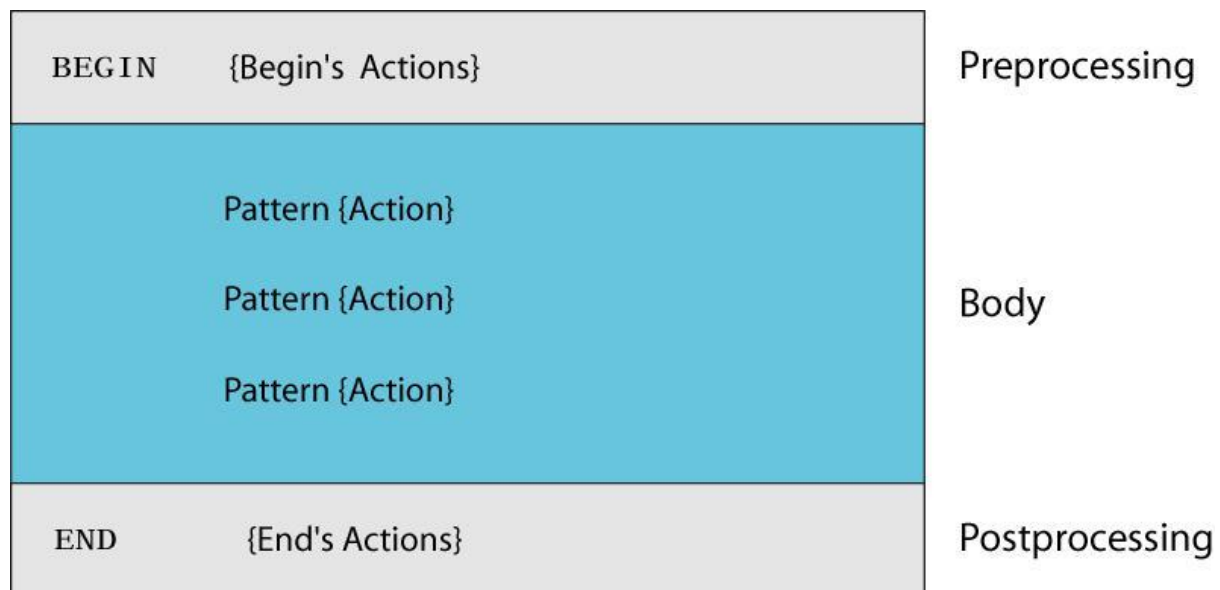 BEGIN {Begin's Actions} Preprocessing
Pattern {Action}
Pattern {Action} Body
Pattern {Action}
END {End's Actions} Postprocessing